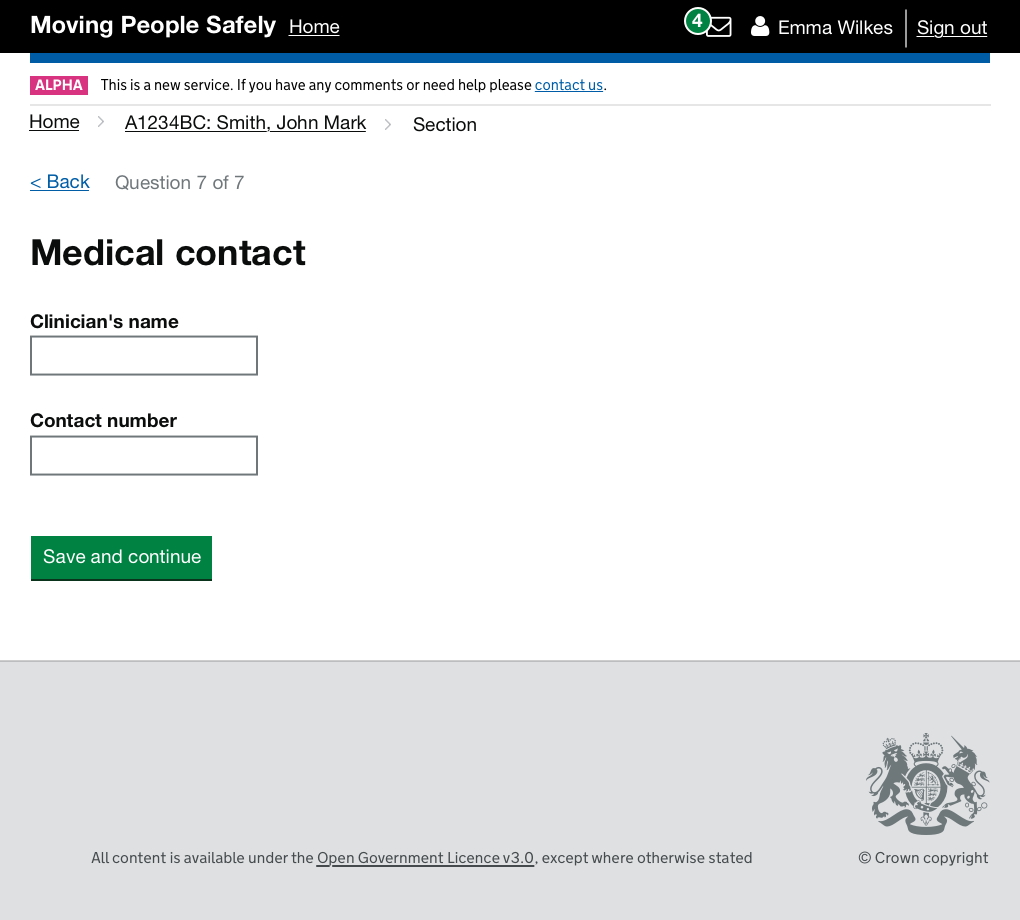 Moving People Safely Home 4 Emma Wilkes Sign out
ALPHA This is a new service. If you have any comments or need help please contact us.
Home A1234BC: Smith, John Mark Section
< Back Question 7 of 7
Medical contact
Clinician's name
Contact number
Save and continue
All content is available under the Open Government Licence v3.0, except where otherwise stated © Crown copyright